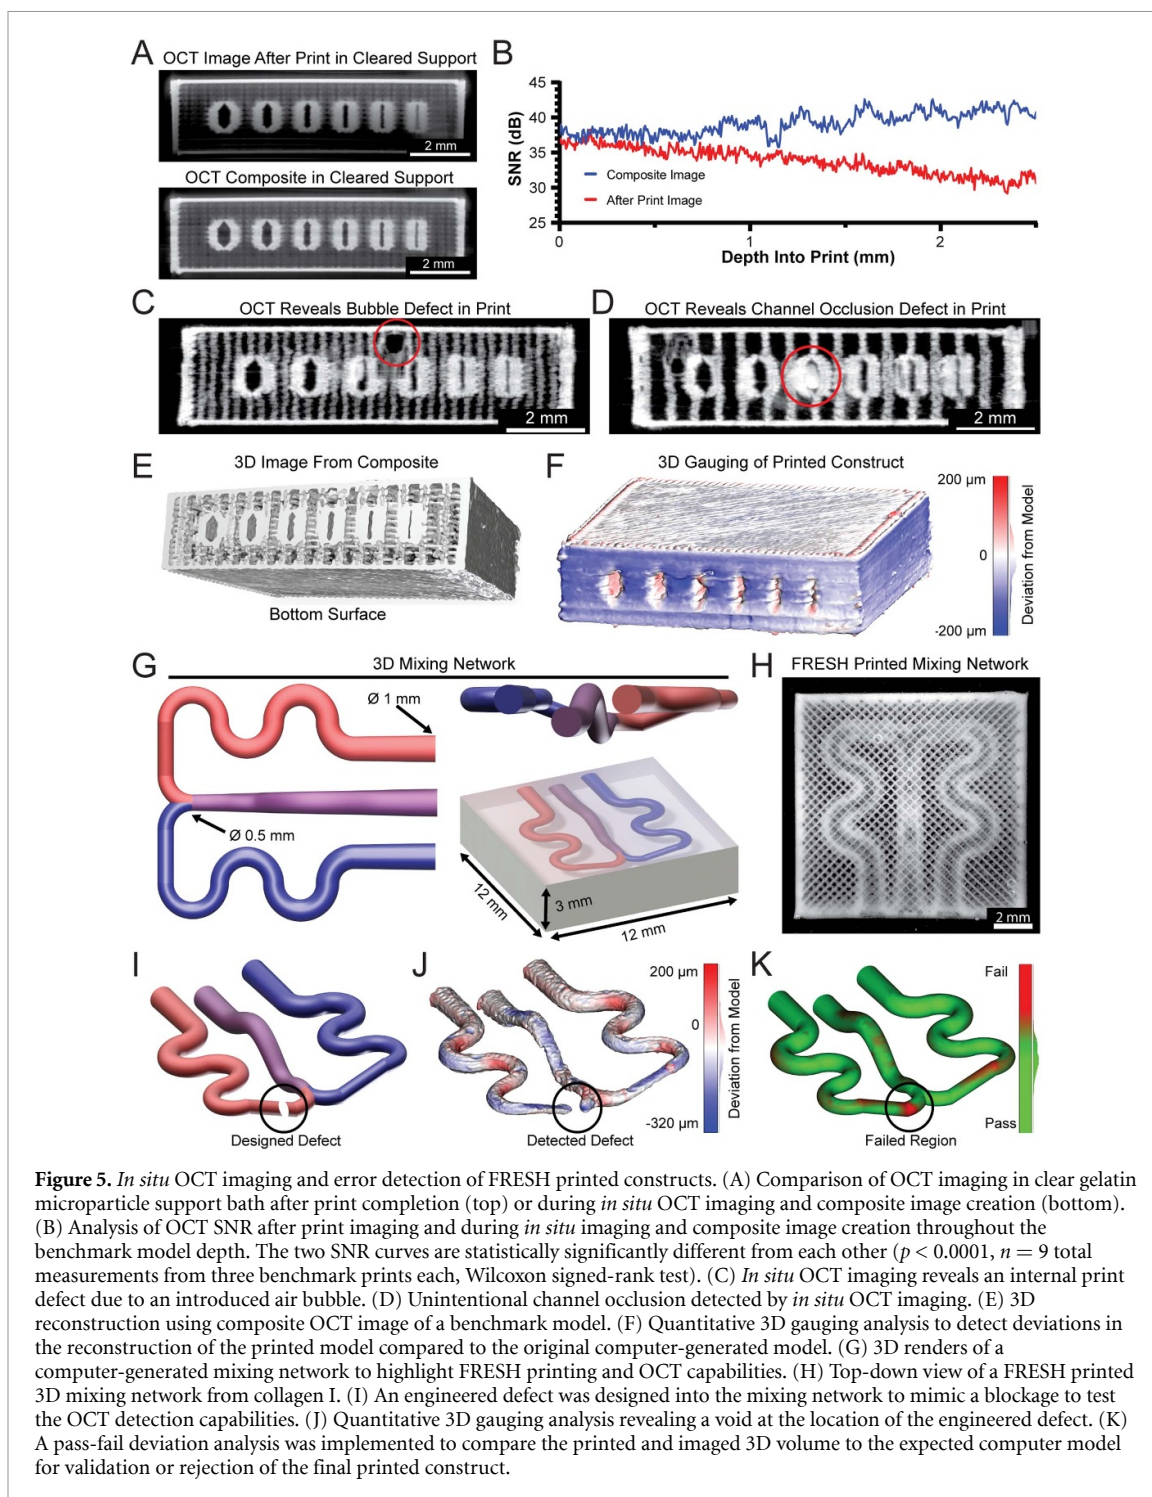 A
OCT Image After Print in Cleared Support
2 mm
OCT Composite in Cleared Support
2 mm
B
45
40
35
30
25
SNR (dB)
Composite Image
After Print Image
0
1
2
Depth Into Print (mm)
C
OCT Reveals Bubble Defect in Print
2 mm
D
OCT Reveals Channel Occlusion Defect in Print
2 mm
E
3D Image From Composite
Bottom Surface
F
3D Gauging of Printed Construct
200 µm
0
-200 µm
Deviation from Model
G
3D Mixing Network
Ø 1 mm
Ø 0.5 mm
12 mm
3 mm
12 mm
H
FRESH Printed Mixing Network
2 mm
I
Designed Defect
J
200 µm
0
-320 µm
Deviation from Model
Detected Defect
K
Fail
Pass
Failed Region
Figure 5. In situ OCT imaging and error detection of FRESH printed constructs. (A) Comparison of OCT imaging in clear gelatin
microparticle support bath after print completion (top) or during in situ OCT imaging and composite image creation (bottom).
(B) Analysis of OCT SNR after print imaging and during in situ imaging and composite image creation throughout the
benchmark model depth. The two SNR curves are statistically significantly different from each other (p < 0.0001, n = 9 total
measurements from three benchmark prints each, Wilcoxon signed-rank test). (C) In situ OCT imaging reveals an internal print
defect due to an introduced air bubble. (D) Unintentional channel occlusion detected by in situ OCT imaging. (E) 3D
reconstruction using composite OCT image of a benchmark model. (F) Quantitative 3D gauging analysis to detect deviations in
the reconstruction of the printed model compared to the original computer-generated model. (G) 3D renders of a
computer-generated mixing network to highlight FRESH printing and OCT capabilities. (H) Top-down view of a FRESH printed
3D mixing network from collagen I. (I) An engineered defect was designed into the mixing network to mimic a blockage to test
the OCT detection capabilities. (J) Quantitative 3D gauging analysis revealing a void at the location of the engineered defect. (K)
A pass-fail deviation analysis was implemented to compare the printed and imaged 3D volume to the expected computer model
for validation or rejection of the final printed construct.